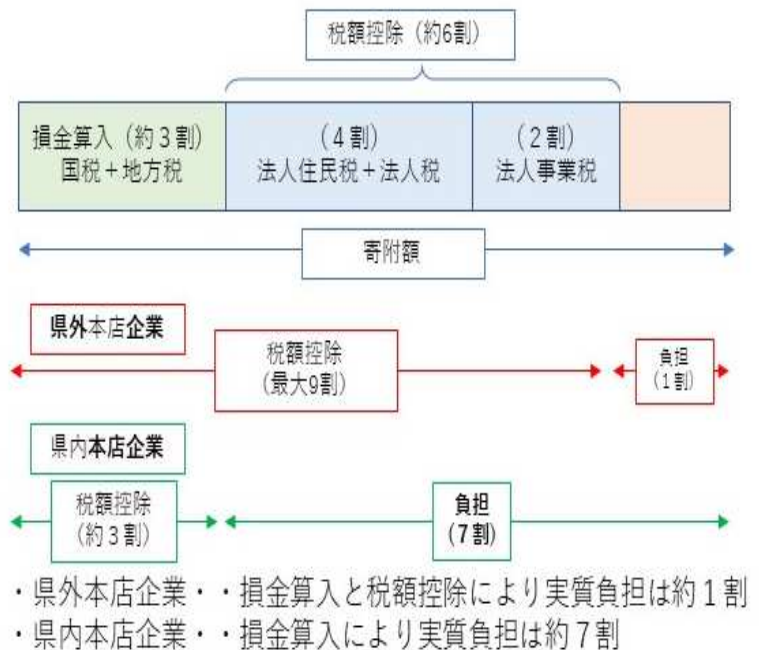 税額控除（約6割）
損金算入（約３割）
国税＋地方税
（４割）
法人住民税＋法人税
（２割）
法人事業税
寄附額
県外本店企業
税額控除
（最大9割）
負担
（１割）
県内本店企業
税額控除
（約３割）
負担
（７割）
・県外本店企業・・損金算入と税額控除により実質負担は約１割
・県内本店企業・・損金算入により実質負担は約７割